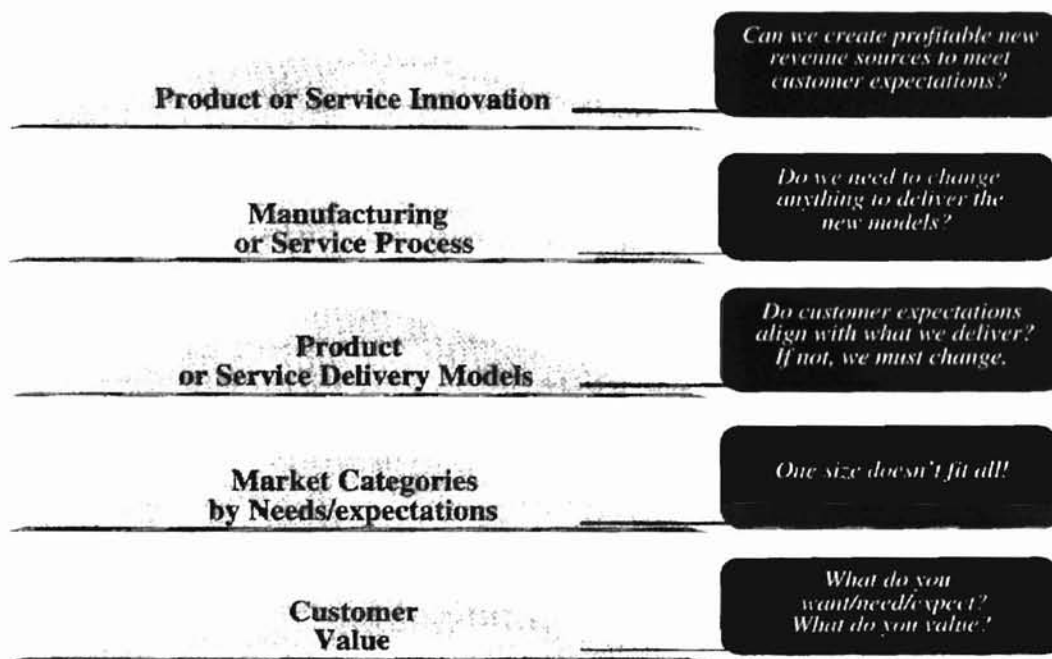 Product or Service Innovation
Can we create profitable new
revenue sources to meet
customer expectations?
Manufacturing
or Service Process
Do we need to change
anything to deliver the
new models?
Product
or Service Delivery Models
Do customer expectations
align with what we deliver?
If not, we must change.
Market Categories
by Needs/expectations
One size doesn't fit all!
Customer
Value
What do you
want/need/expect?
What do you value?